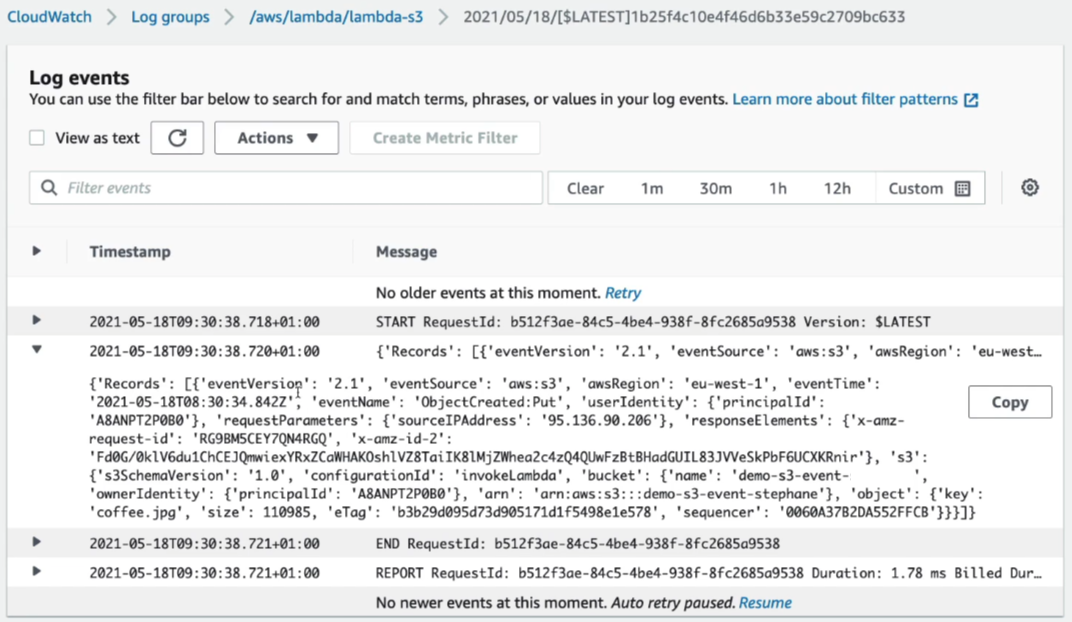 CloudWatch > Log groups > /aws/lambda/lambda-s3 > 2021/05/18/[$LATEST]1b25f4c10e4f46d6b33e59c2709bc633
Log events
You can use the filter bar below to search for and match terms, phrases, or values in your log events. Learn more about filter patterns
View as text Actions ▼ Create Metric Filter
Filter events Clear 1m 30m 1h 12h Custom
Timestamp Message
No older events at this moment. Retry
2021-05-18T09:30:38.718+01:00 START RequestId: b512f3ae-84c5-4be4-938f-8fc2685a9538 Version: $LATEST
2021-05-18T09:30:38.720+01:00 {'Records': [{'eventVersion': '2.1', 'eventSource': 'aws:s3', 'awsRegion': 'eu-west…
{'Records': [{'eventVersion': '2.1', 'eventSource': 'aws:s3', 'awsRegion': 'eu-west-1', 'eventTime':
'2021-05-18T08:30:34.842Z', 'eventName': 'ObjectCreated:Put', 'userIdentity': {'principalId':
Copy
'A8ANPT2P0B0'}, 'requestParameters': {'sourceIPAddress': '95.136.90.206'}, 'responseElements': {'x-amz-
request-id': 'RG9BM5CEY7QN4RGQ', 'x-amz-id-2':
'Fd0G/0klV6du1ChCEJQmwiexYRxZCaWHAKOshlVZ8TaiIK8lMjZWhea2c4zQ4QUwFzBtBHadGUIL83JVVeSkPbF6UCXKRnir'}, 's3':
{'s3SchemaVersion': '1.0', 'configurationId': 'invokeLambda', 'bucket': {'name': 'demo-s3-event- ',
'ownerIdentity': {'principalId': 'A8ANPT2P0B0'}, 'arn': 'arn:aws:s3:::demo-s3-event-stephane'}, 'object': {'key':
'coffee.jpg', 'size': 110985, 'eTag': 'b3b29d095d73d905171d1f5498e1e578', 'sequencer': '0060A37B2DA552FFCB'}}}]}
2021-05-18T09:30:38.721+01:00 END RequestId: b512f3ae-84c5-4be4-938f-8fc2685a9538
2021-05-18T09:30:38.721+01:00 REPORT RequestId: b512f3ae-84c5-4be4-938f-8fc2685a9538 Duration: 1.78 ms Billed Dur…
No newer events at this moment. Auto retry paused. Resume